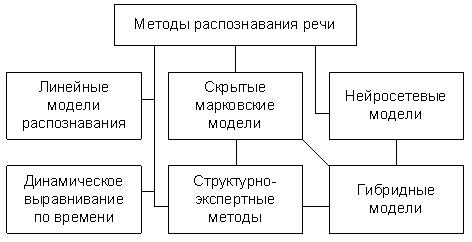 Методы распознавания речи
Линейные
модели
распознавания
Скрытые
марковские
модели
Нейросетевые
модели
Динамическое
выравнивание
по времени
Структурно-
экспертные
методы
Гибридные
модели